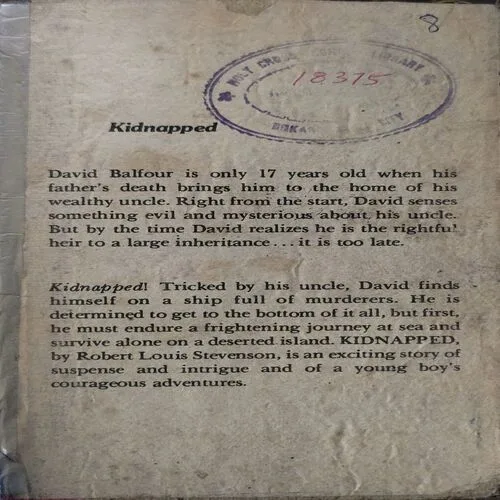 8
HOLY CROSS LIBRARY
18375
BOKAR CITY
Kidnapped
David Balfour is only 17 years old when his
father's death brings him to the home of his
wealthy uncle. Right from the start, David senses
something evil and mysterious about his uncle.
But by the time David realizes he is the rightful
heir to a large inheritance...it is too late.
Kidnapped! Tricked by his uncle, David finds
himself on a ship full of murderers. He is
determined to get to the bottom of it all, but first,
he must endure a frightening journey at sea and
survive alone on a deserted island. KIDNAPPED,
by Robert Louis Stevenson, is an exciting story of
suspense and intrigue and of a young boy's
courageous adventures.